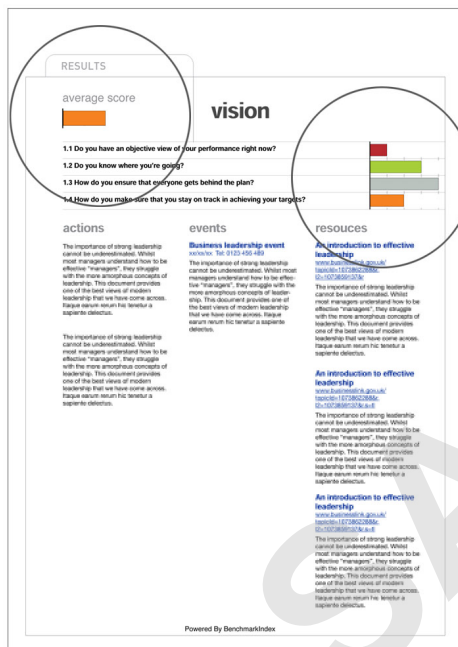 RESULTS
average score
vision
1.1 Do you have an objective view of your performance right now?
1.2 Do you know where you're going?
1.3 How do you ensure that everyone gets behind the plan?
1.4 How do you make sure that you stay on track in achieving your targets?
actions
The importance of strong leadership
cannot be underestimated. Whilst
most managers understand how to be
effective "managers", they struggle
with the more amorphous concepts of
leadership. This document provides
one of the best views of modern
leadership that we have come across.
Itaque earum rerum hic tenetur a
sapiente delectus.
The importance of strong leadership
cannot be underestimated. Whilst
most managers understand how to be
effective "managers", they struggle
with the more amorphous concepts of
leadership. This document provides
one of the best views of modern
leadership that we have come across.
Itaque earum rerum hic tenetur a
sapiente delectus.
events
Business leadership event
xx/xx/xx Tel: 0123 456 489
The importance of strong leadership
cannot be underestimated. Whilst most
managers understand how to be effec-
tive "managers", they struggle with the
more amorphous concepts of leader-
ship. This document provides one of
the best views of modern leadership
that we have come across. Itaque
earum rerum hic tenetur a sapiente
delectus.
resouces
An introduction to effective
leadership
www.businesslink.gov.uk/
The importance of strong leadership
cannot be underestimated. Whilst
most managers understand how to be
effective "managers", they struggle
with the more amorphous concepts of
leadership. This document provides
one of the best views of modern
leadership that we have come across.
Itaque earum rerum hic tenetur a
sapiente delectus.
An introduction to effective
leadership
www.businesslink.gov.uk/
The importance of strong leadership
cannot be underestimated. Whilst
most managers understand how to be
effective "managers", they struggle
with the more amorphous concepts of
leadership. This document provides
one of the best views of modern
leadership that we have come across.
Itaque earum rerum hic tenetur a
sapiente delectus.
An introduction to effective
leadership
www.businesslink.gov.uk/
The importance of strong leadership
cannot be underestimated. Whilst
most managers understand how to be
effective "managers", they struggle
with the more amorphous concepts of
leadership. This document provides
one of the best views of modern
leadership that we have come across.
Itaque earum rerum hic tenetur a
sapiente delectus.
Powered By BenchmarkIndex
SA